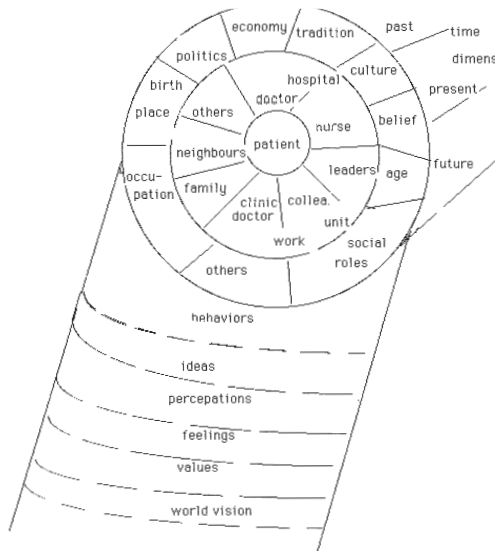 economy
tradition
past
time
dimens
politics
hospital
culture
present
birth
place
others
doctor
nurse
belief
neighbours
patient
leaders
age
future
occu-
pation
family
clinic
doctor
collea.
unit
work
social
roles
others
behaviors
ideas
percepations
feelings
values
world vision